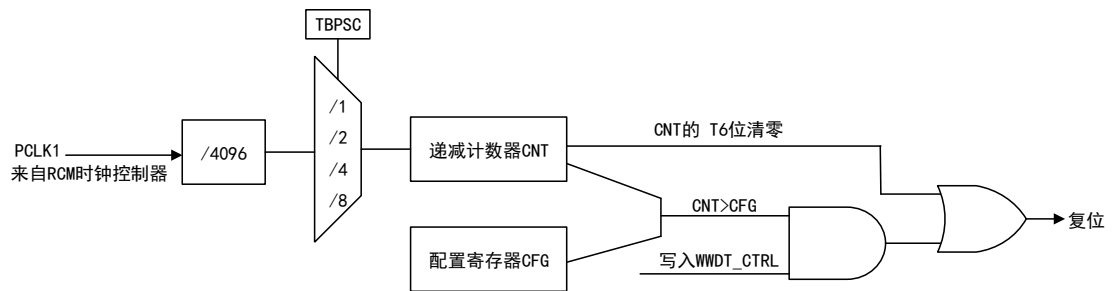 TBPSC
/1
/2
/4
/8
PCLK1
来自RCM时钟控制器
/4096
递减计数器CNT
CNT的 T6位清零
CNT>CFG
配置寄存器CFG
写入WWDT_CTRL
复位